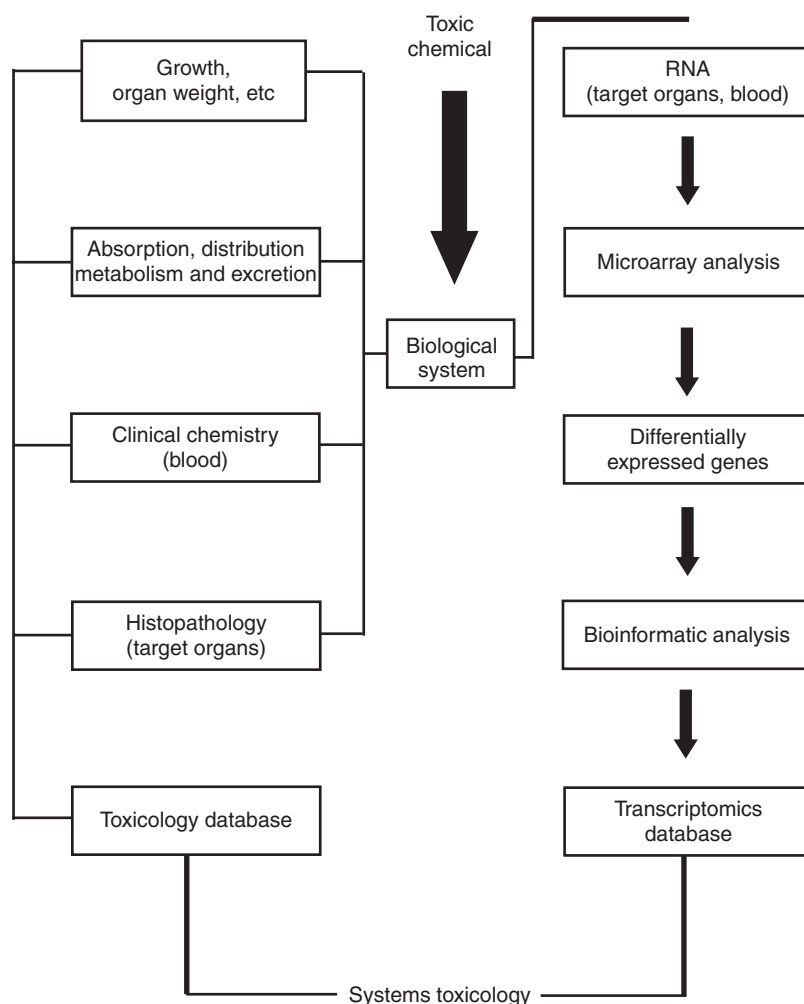 Toxic
chemical
Growth,
organ weight, etc
RNA
(target organs, blood)
Absorption, distribution
metabolism and excretion
Microarray analysis
Biological
system
Clinical chemistry
(blood)
Differentially
expressed genes
Histopathology
(target organs)
Bioinformatic analysis
Toxicology database
Transcriptomics
database
Systems toxicology